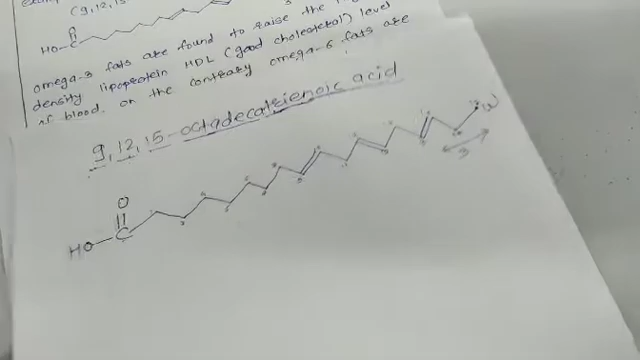 (9,12,15
O
HO-C
omega-3 fats are found to raise the
density lipoprotein HDL (good cholesterol) level
of blood. on the contrary omega-6 fats are
9,12,15-octadecatrienoic acid
O
HO C
ω
3